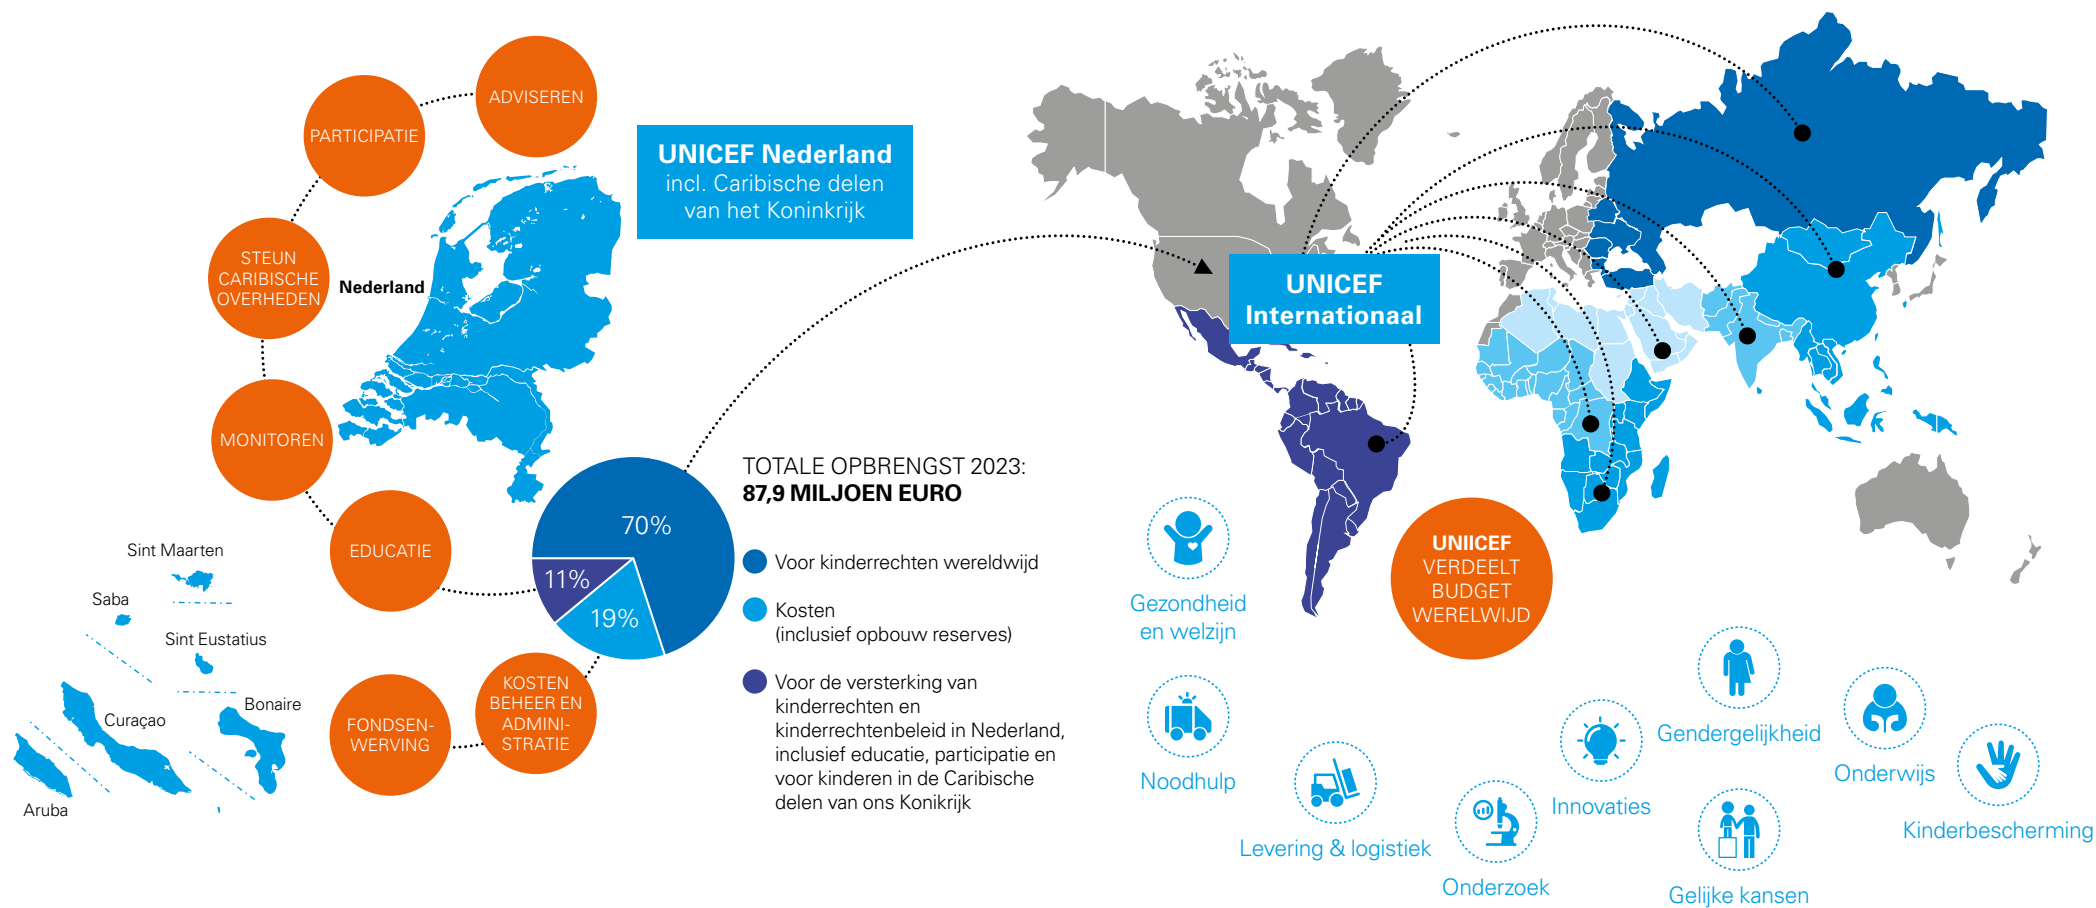 ADVISEREN
PARTICIPATIE
STEUN
CARIBISCHE
OVERHEDEN
MONITOREN
EDUCATIE
FONDSEN-
WERVING
KOSTEN
BEHEER EN
ADMINI-
STRATIE
Nederland
UNICEF Nederland
incl. Caribische delen
van het Koninkrijk
Sint Maarten
Saba
Sint Eustatius
Bonaire
Curaçao
Aruba
70%
11%
19%
TOTALE OPBRENGST 2023:
87,9 MILJOEN EURO
Voor kinderrechten wereldwijd
Kosten
(inclusief opbouw reserves)
Voor de versterking van
kinderrechten en
kinderrechtenbeleid in Nederland,
inclusief educatie, participatie en
voor kinderen in de Caribische
delen van ons Konikrijk
UNICEF
Internationaal
UNIICEF
VERDEELT
BUDGET
WERELWIJD
Gezondheid
en welzijn
Noodhulp
Levering & logistiek
Onderzoek
Innovaties
Gendergelijkheid
Gelijke kansen
Onderwijs
Kinderbescherming